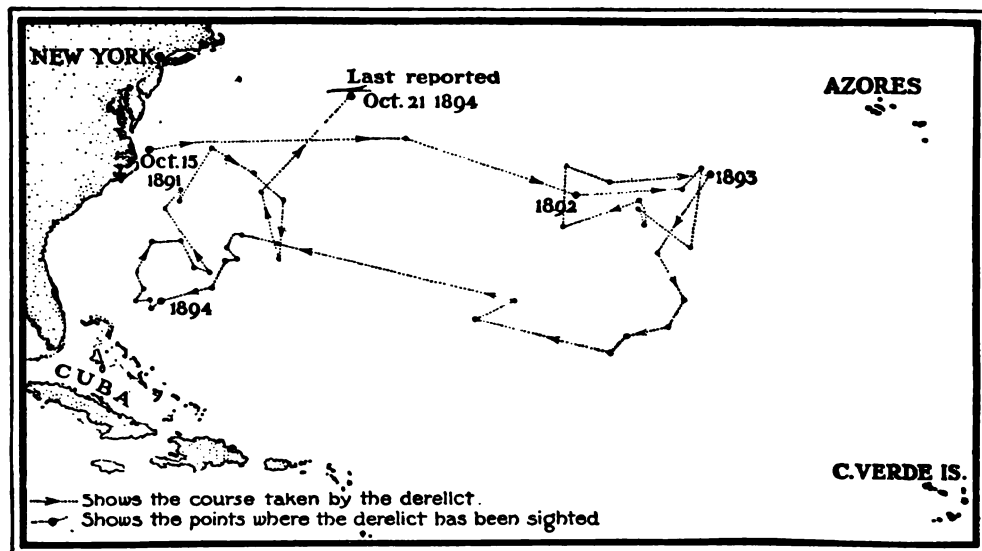 NEW YORK
Last reported
Oct. 21 1894
AZORES
Oct. 15
1891
1892
1893
1894
CUBA
C. VERDE IS.
Shows the course taken by the derelict.
Shows the points where the derelict has been sighted